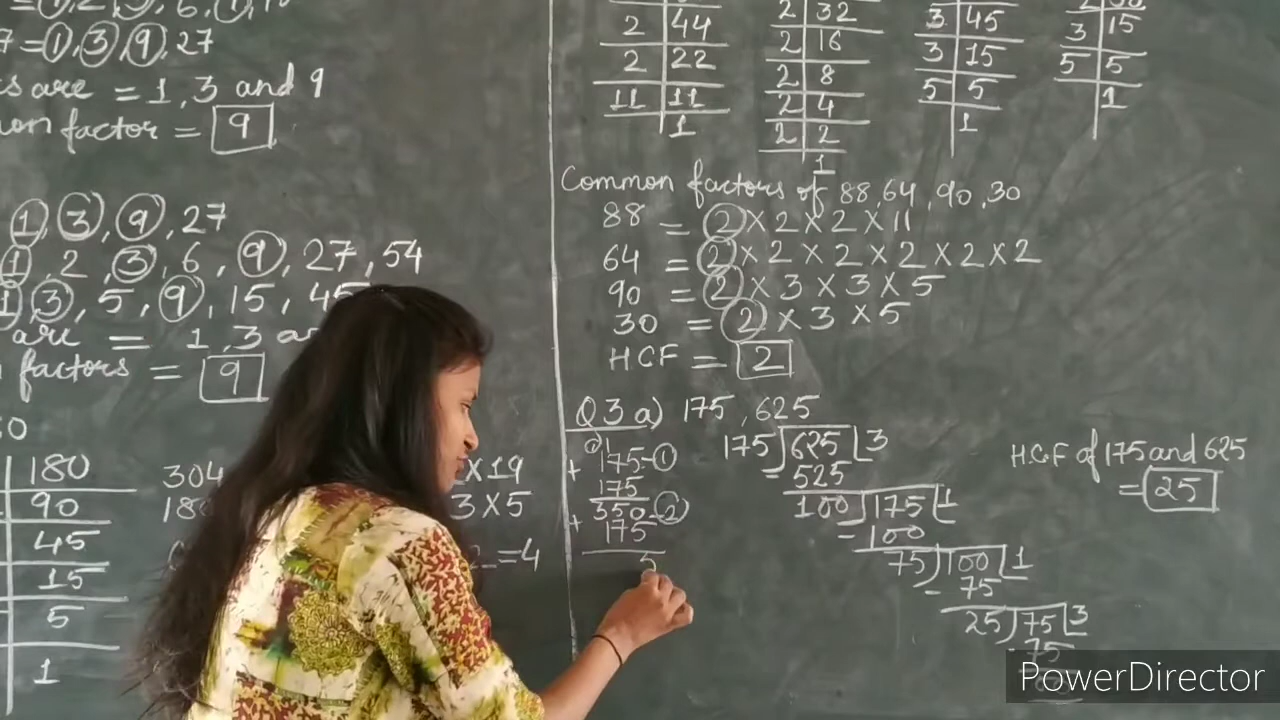 7 = 1, 3, 9, 27
are = 1, 3 and 9
factor = 9
1, 3, 9, 27
1, 2, 3, 6, 9, 27, 54
1, 3, 5, 9, 15, 45
are = 1, 3
factors = 9
180
90
45
15
5
1
304
×19
3×5
=4
2 44
2 22
11 11
1
2 32
2 16
2 8
2 4
2 2
1
3 45
3 15
5 5
1
3 15
5 5
1
Common factors of 88, 64, 90, 30
88 = 2×2×2×11
64 = 2×2×2×2×2×2
90 = 2×3×3×5
30 = 2×3×5
HCF = 2
Q3 a) 175, 625
175-1
+
175
350-2
+ 175
5
175)625 3
- 525
100)175 1
- 100
75)100 1
- 75
25)75 3
- 75
H.C.F of 175 and 625
= 25
PowerDirector